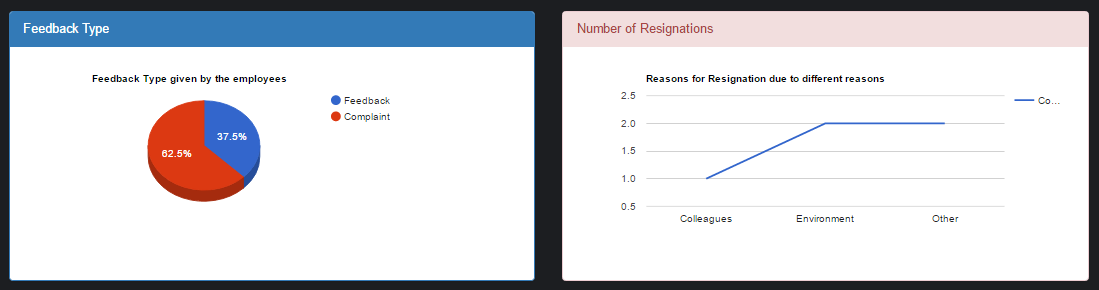 Feedback Type
Feedback Type given by the employees
Feedback
Complaint
37.5%
62.5%
Number of Resignations
Reasons for Resignation due to different reasons
2.5
2.0
1.5
1.0
0.5
Colleagues Environment Other
Co...